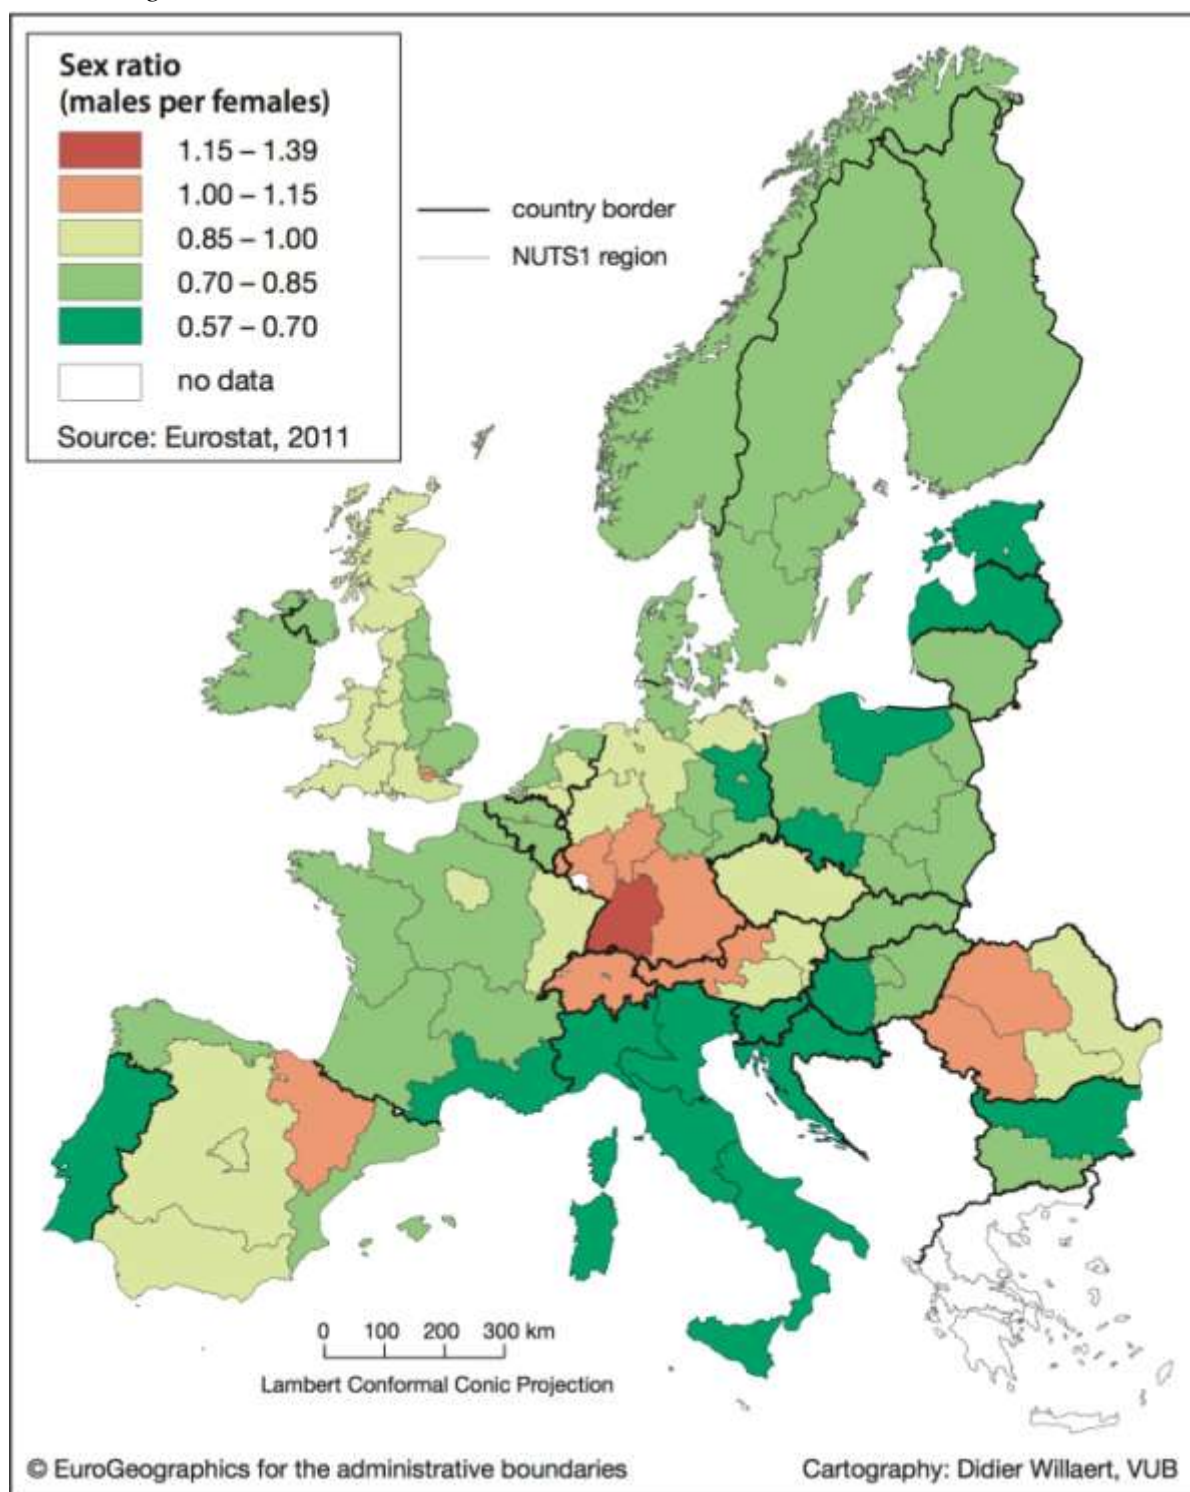 Sex ratio
(males per females)
1.15 – 1.39
1.00 – 1.15
0.85 – 1.00
0.70 – 0.85
0.57 – 0.70
no data
Source: Eurostat, 2011
country border
NUTS1 region
0 100 200 300 km
Lambert Conformal Conic Projection
© EuroGeographics for the administrative boundaries
Cartography: Didier Willaert, VUB